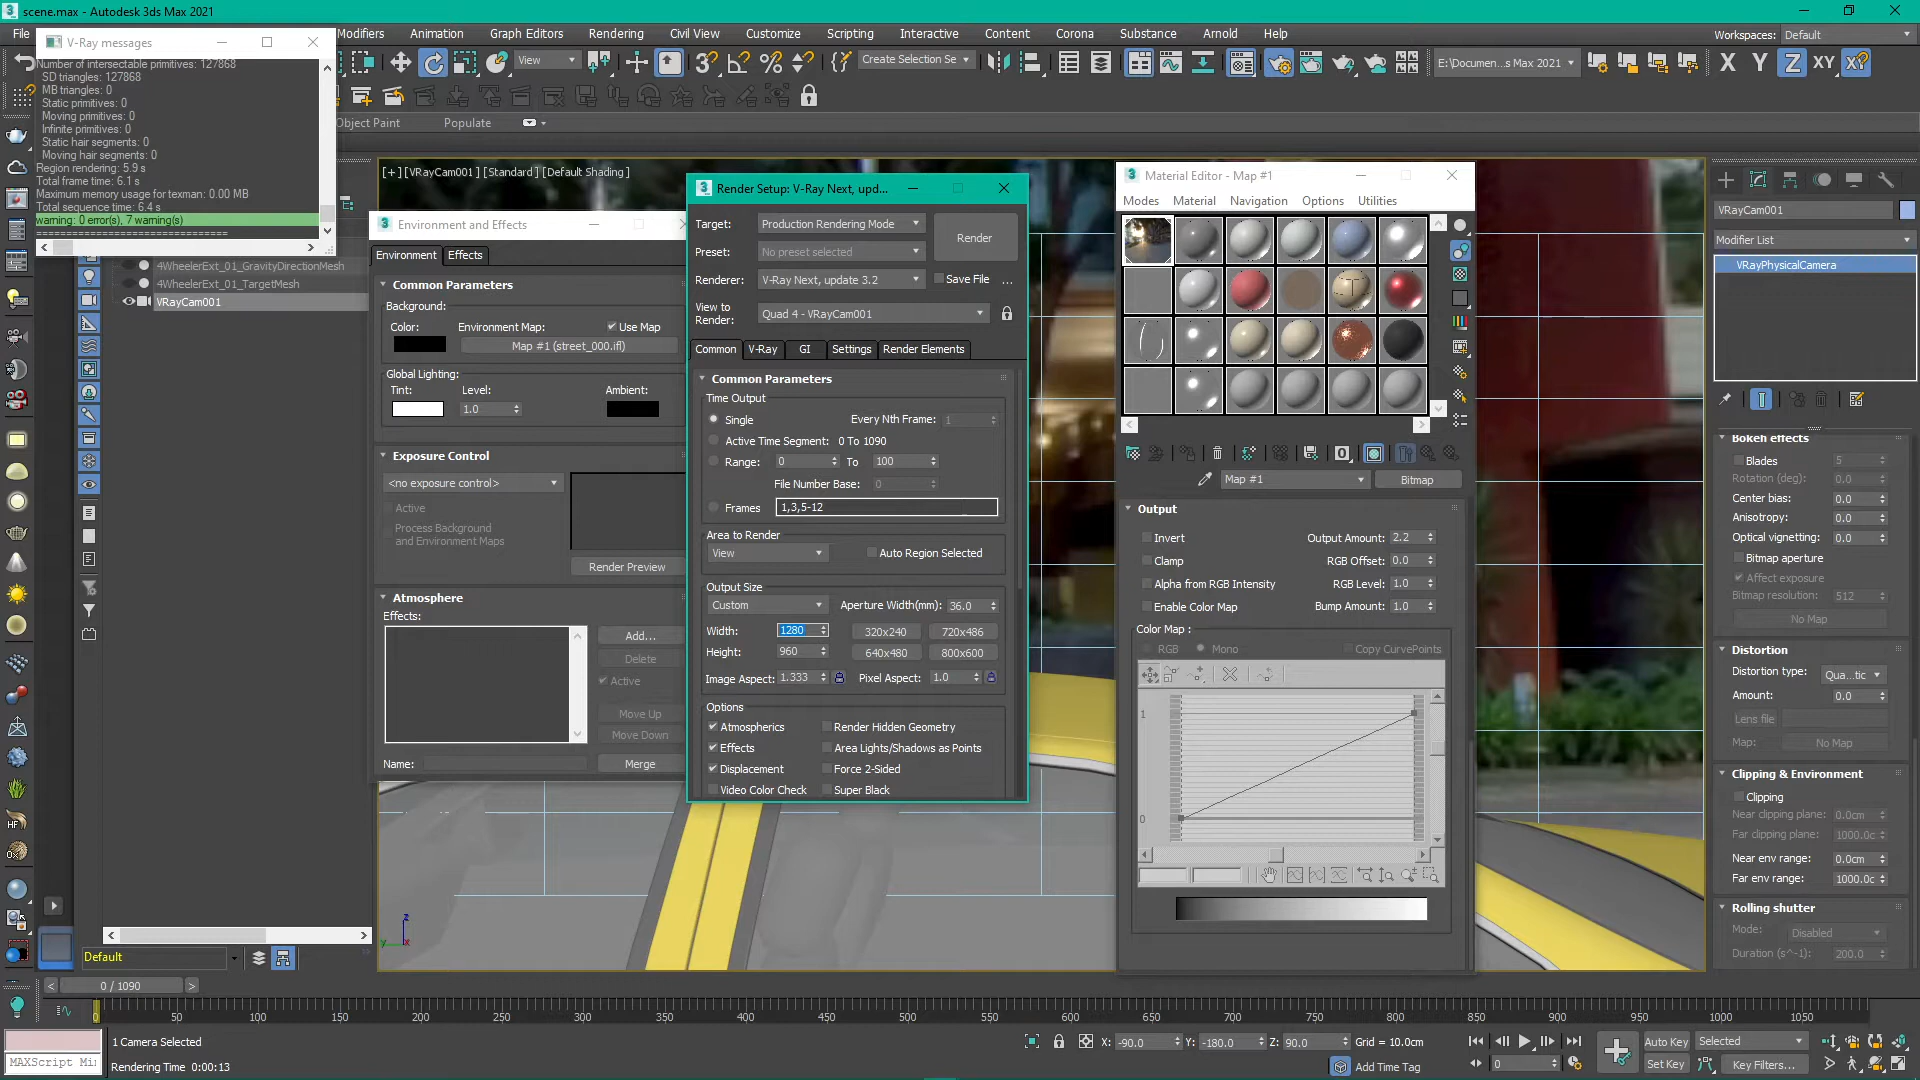 scene.max - Autodesk 3ds Max 2021
File
Modifiers
Animation
Graph Editors
Rendering
Civil View
Customize
Scripting
Interactive
Content
Corona
Substance
Arnold
Help
Workspaces: Default
V-Ray messages
View
Create Selection Se
E:\Documen...s Max 2021
X Y Z XY XY
Number of intersectable primitives: 127868
SD triangles: 127868
MB triangles: 0
Static primitives: 0
Moving primitives: 0
Infinite primitives: 0
Static hair segments: 0
Moving hair segments: 0
Region rendering: 5.9 s
Total frame time: 6.1 s
Maximum memory usage for texman: 0.00 MB
Total sequence time: 6.4 s
warning: 0 error(s), 7 warning(s)
==============================
Object Paint
Populate
4WheelerExt_01_GravityDirectionMesh
4WheelerExt_01_TargetMesh
VRayCam001
[+] [VRayCam001] [Standard] [Default Shading]
Environment and Effects
Environment
Effects
Common Parameters
Background:
Color:
Environment Map:
Use Map
Map #1 (street_000.ifl)
Global Lighting:
Tint:
Level:
Ambient:
1.0
Exposure Control
<no exposure control>
Active
Process Background
and Environment Maps
Render Preview
Atmosphere
Effects:
Add...
Delete
Active
Move Up
Move Down
Name:
Merge
Render Setup: V-Ray Next, upd...
Target: Production Rendering Mode
Render
Preset: No preset selected
Renderer: V-Ray Next, update 3.2
Save File
...
View to
Render: Quad 4 - VRayCam001
Common
V-Ray
GI
Settings
Render Elements
Common Parameters
Time Output
Single
Every Nth Frame: 1
Active Time Segment: 0 To 1090
Range: 0 To 100
File Number Base: 0
Frames 1,3,5-12
Area to Render
View
Auto Region Selected
Output Size
Custom
Aperture Width(mm): 36.0
Width: 1280
320x240
720x486
Height: 960
640x480
800x600
Image Aspect: 1.333
Pixel Aspect: 1.0
Options
Atmospherics
Render Hidden Geometry
Effects
Area Lights/Shadows as Points
Displacement
Force 2-Sided
Video Color Check
Super Black
Material Editor - Map #1
Modes
Material
Navigation
Options
Utilities
Map #1
Bitmap
Output
Invert
Output Amount: 2.2
Clamp
RGB Offset: 0.0
Alpha from RGB Intensity
RGB Level: 1.0
Enable Color Map
Bump Amount: 1.0
Color Map :
RGB
Mono
Copy CurvePoints
1
0
VRayCam001
Modifier List
VRayPhysicalCamera
Bokeh effects
Blades 5
Rotation (deg): 0.0
Center bias: 0.0
Anisotropy: 0.0
Optical vignetting: 0.0
Bitmap aperture
Affect exposure
Bitmap resolution: 512
No Map
Distortion
Distortion type: Qua...tic
Amount: 0.0
Lens file
Map: No Map
Clipping & Environment
Clipping
Near clipping plane: 0.0cm
Far clipping plane: 1000.0c
Near env range: 0.0cm
Far env range: 1000.0c
Rolling shutter
Mode: Disabled
Duration (s^-1): 200.0
HF
z
y
x
Default
0 / 1090
50 100 150 200 250 300 350 400 450 500 550 600 650 700 750 800 850 900 950 1000 1050
1 Camera Selected
X: -90.0 Y: -180.0 Z: 90.0 Grid = 10.0cm
Auto Key
Selected
MAXScript Mi
Rendering Time 0:00:13
Add Time Tag
0
Set Key
Key Filters...